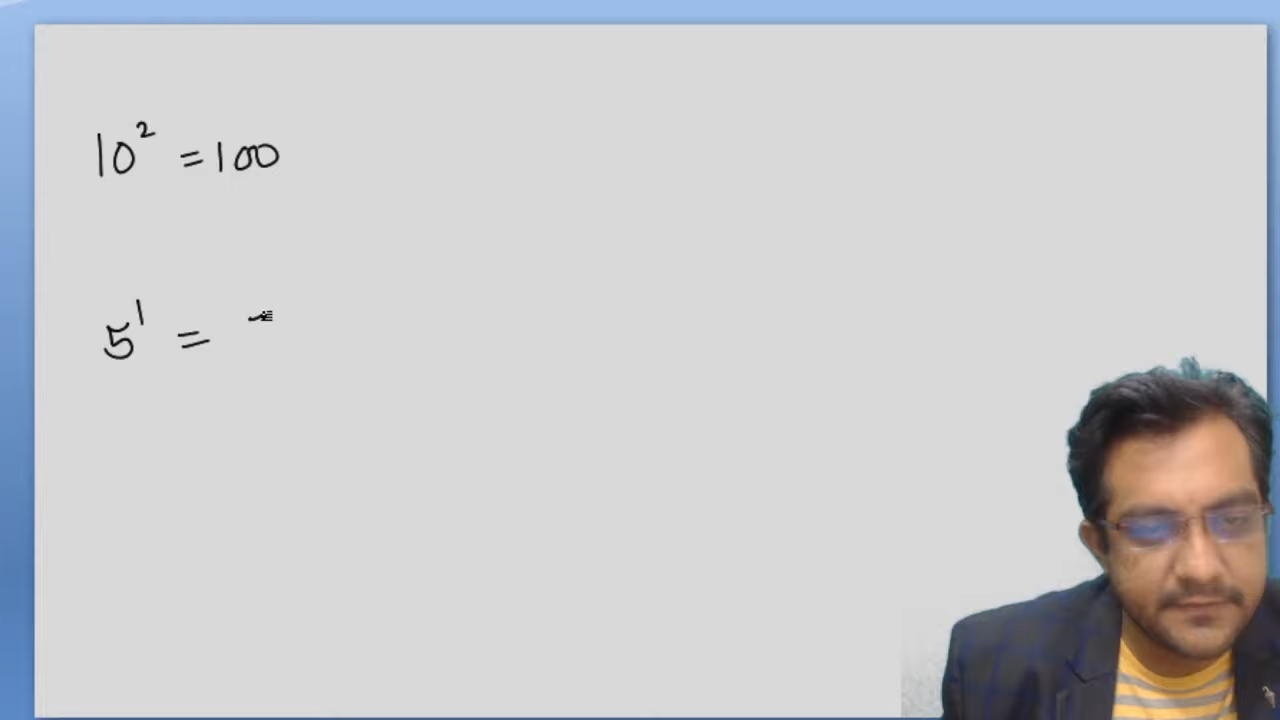 10² = 100
5¹ =